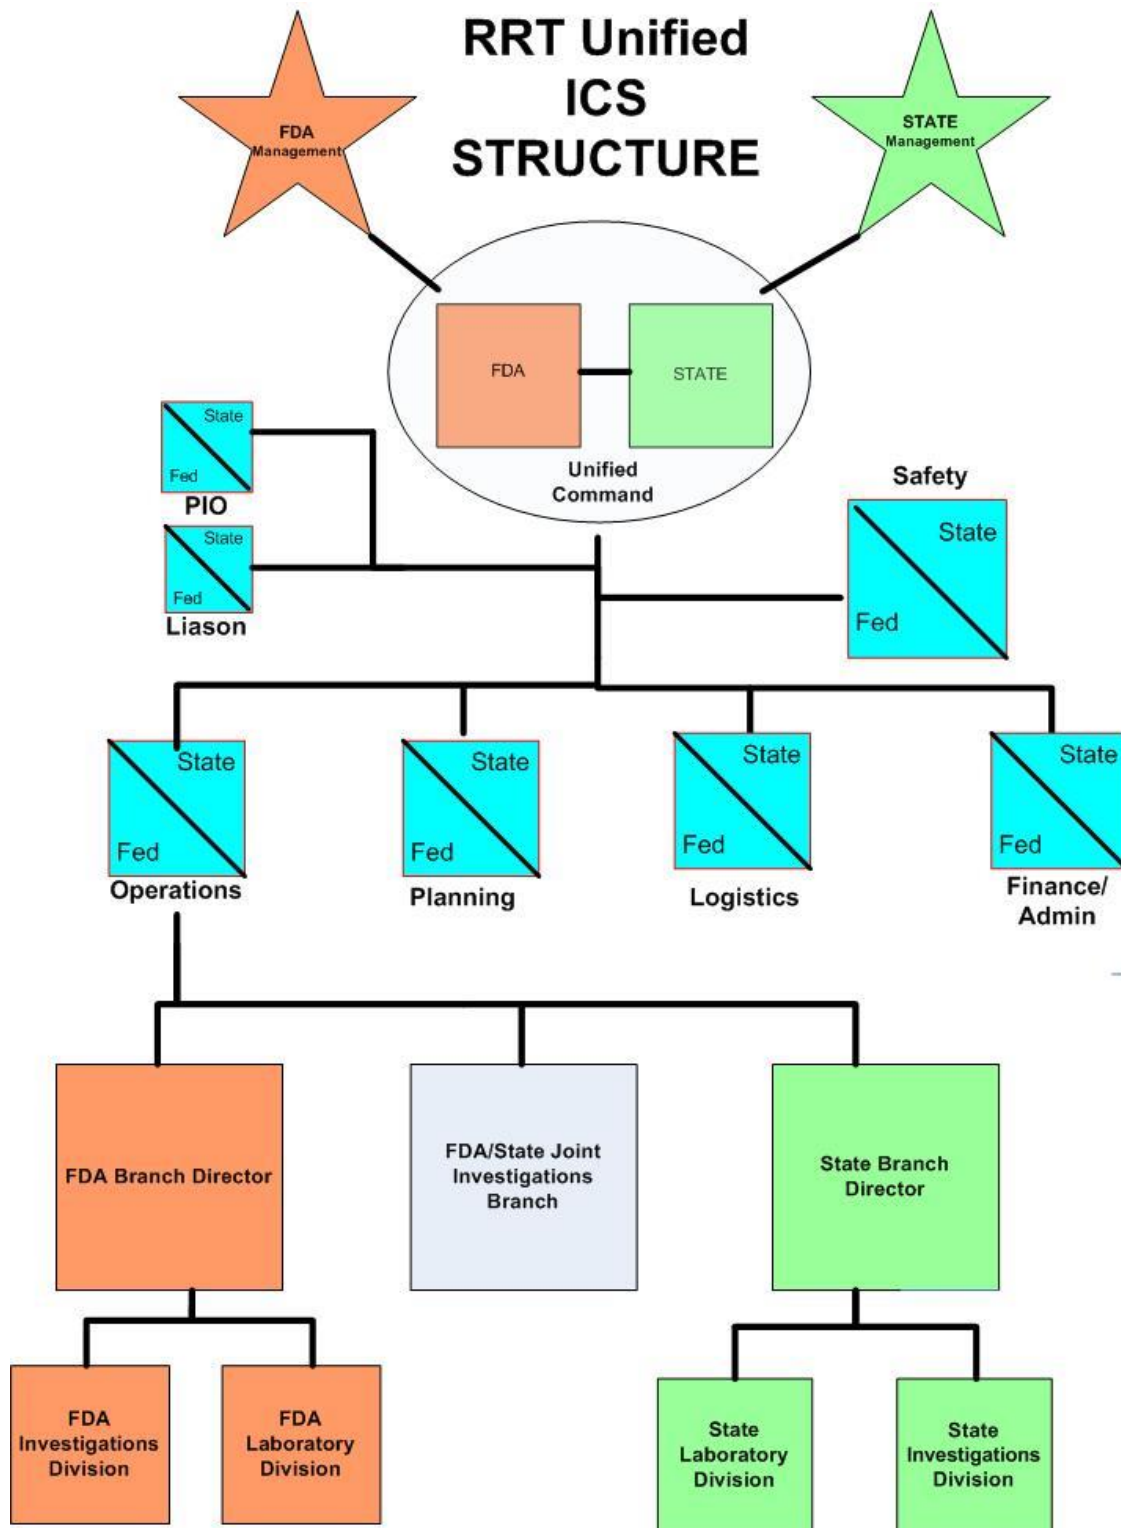 RRT Unified
ICS
STRUCTURE
FDA
Management
STATE
Management
FDA
STATE
Unified
Command
State
Fed
PIO
State
Fed
Liason
Safety
State
Fed
State
Fed
Operations
State
Fed
Planning
State
Fed
Logistics
State
Fed
Finance/
Admin
FDA Branch Director
FDA/State Joint
Investigations
Branch
State Branch
Director
FDA
Investigations
Division
FDA
Laboratory
Division
State
Laboratory
Division
State
Investigations
Division